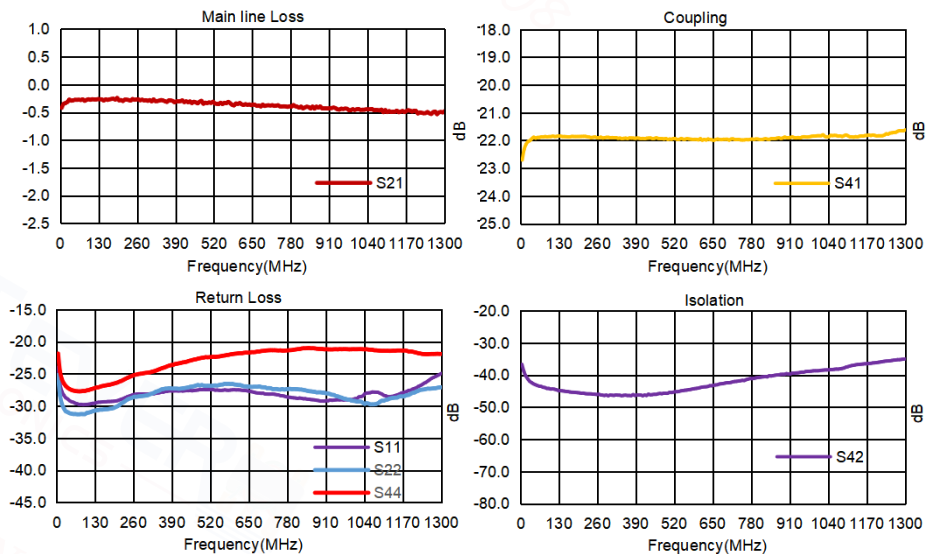 Main line Loss
1.0
0.5
0.0
-0.5
-1.0
-1.5
-2.0
-2.5
dB
S21
0 130 260 390 520 650 780 910 1040 1170 1300
Frequency(MHz)
Coupling
-18.0
-19.0
-20.0
-21.0
-22.0
-23.0
-24.0
-25.0
dB
S41
0 130 260 390 520 650 780 910 1040 1170 1300
Frequency(MHz)
Return Loss
-15.0
-20.0
-25.0
-30.0
-35.0
-40.0
-45.0
dB
S11
S22
S44
0 130 260 390 520 650 780 910 1040 1170 1300
Frequency(MHz)
Isolation
-20.0
-30.0
-40.0
-50.0
-60.0
-70.0
-80.0
dB
S42
0 130 260 390 520 650 780 910 1040 1170 1300
Frequency(MHz)